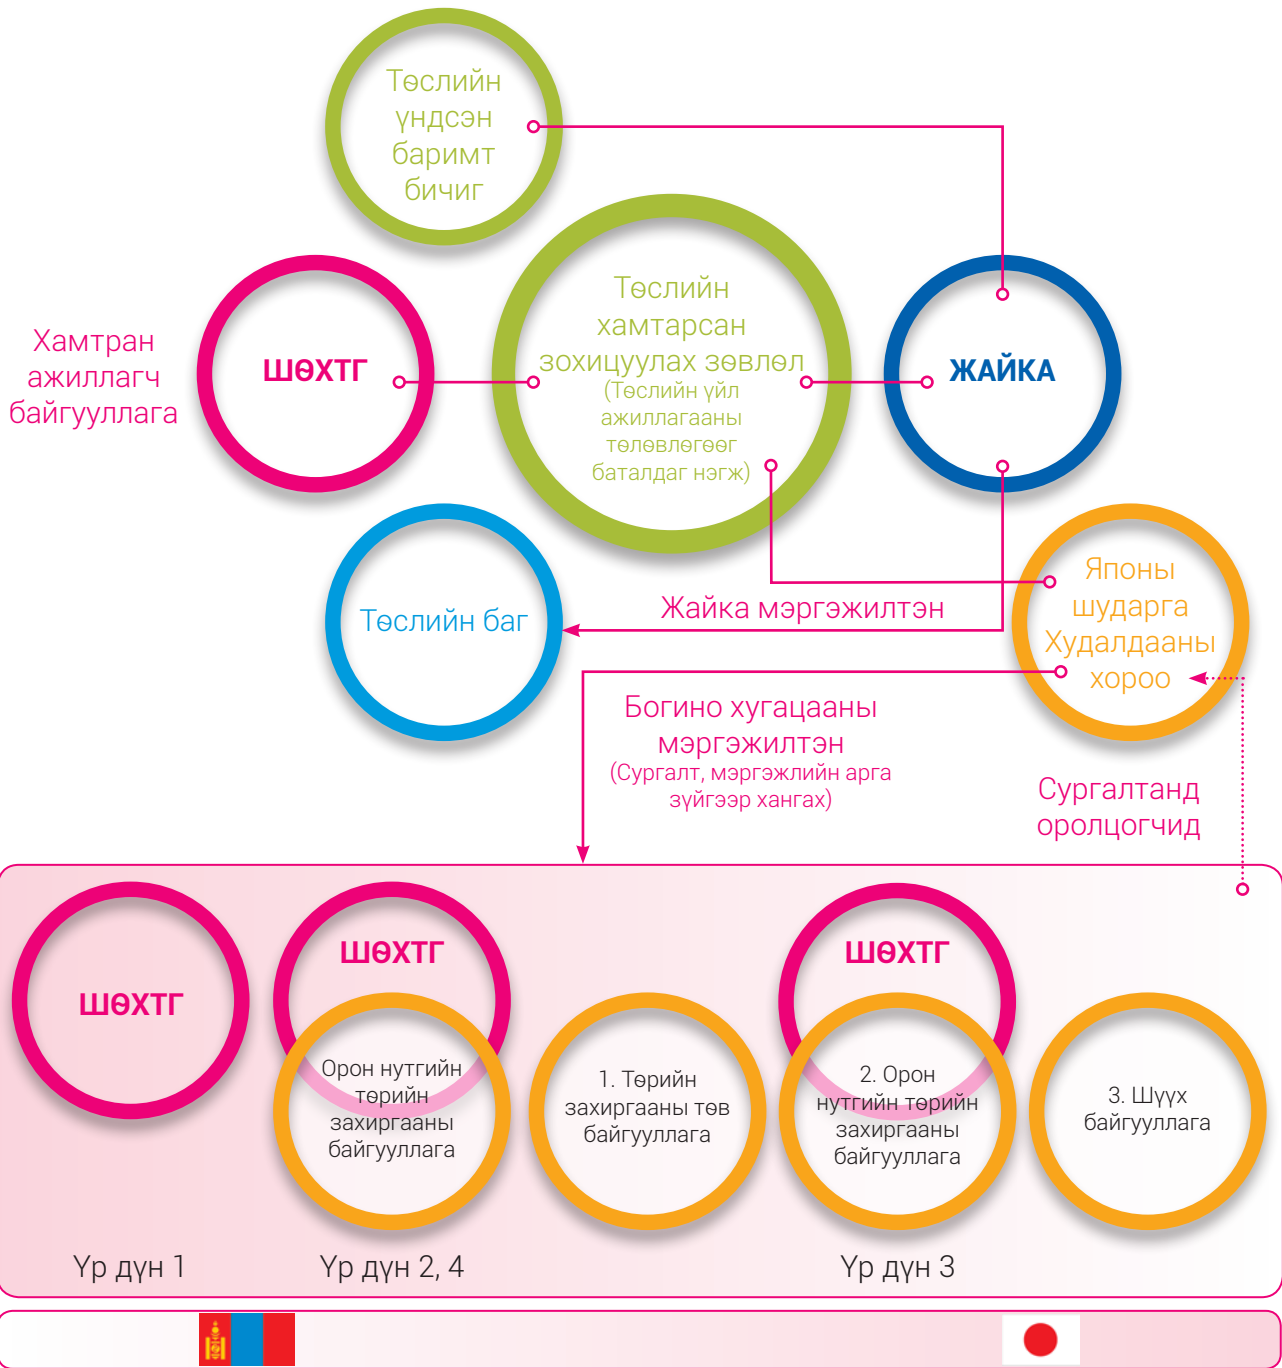 Төслийн
үндсэн
баримт
бичиг
Хамтран
ажиллагч
байгууллага
ШӨХТГ
Төслийн
хамтарсан
зохицуулах зөвлөл
(Төслийн үйл
ажиллагааны
төлөвлөгөөг
баталдаг нэгж)
ЖАЙКА
Төслийн баг
Жайка мэргэжилтэн
Японы
шударга
Худалдааны
хороо
Богино хугацааны
мэргэжилтэн
(Сургалт, мэргэжлийн арга
зүйгээр хангах)
Сургалтанд
оролцогчид
ШӨХТГ
ШӨХТГ
Орон нутгийн
төрийн
захиргааны
байгууллага
1. Төрийн
захиргааны төв
байгууллага
ШӨХТГ
2. Орон
нутгийн төрийн
захиргааны
байгууллага
3. Шүүх
байгууллага
Үр дүн 1
Үр дүн 2, 4
Үр дүн 3